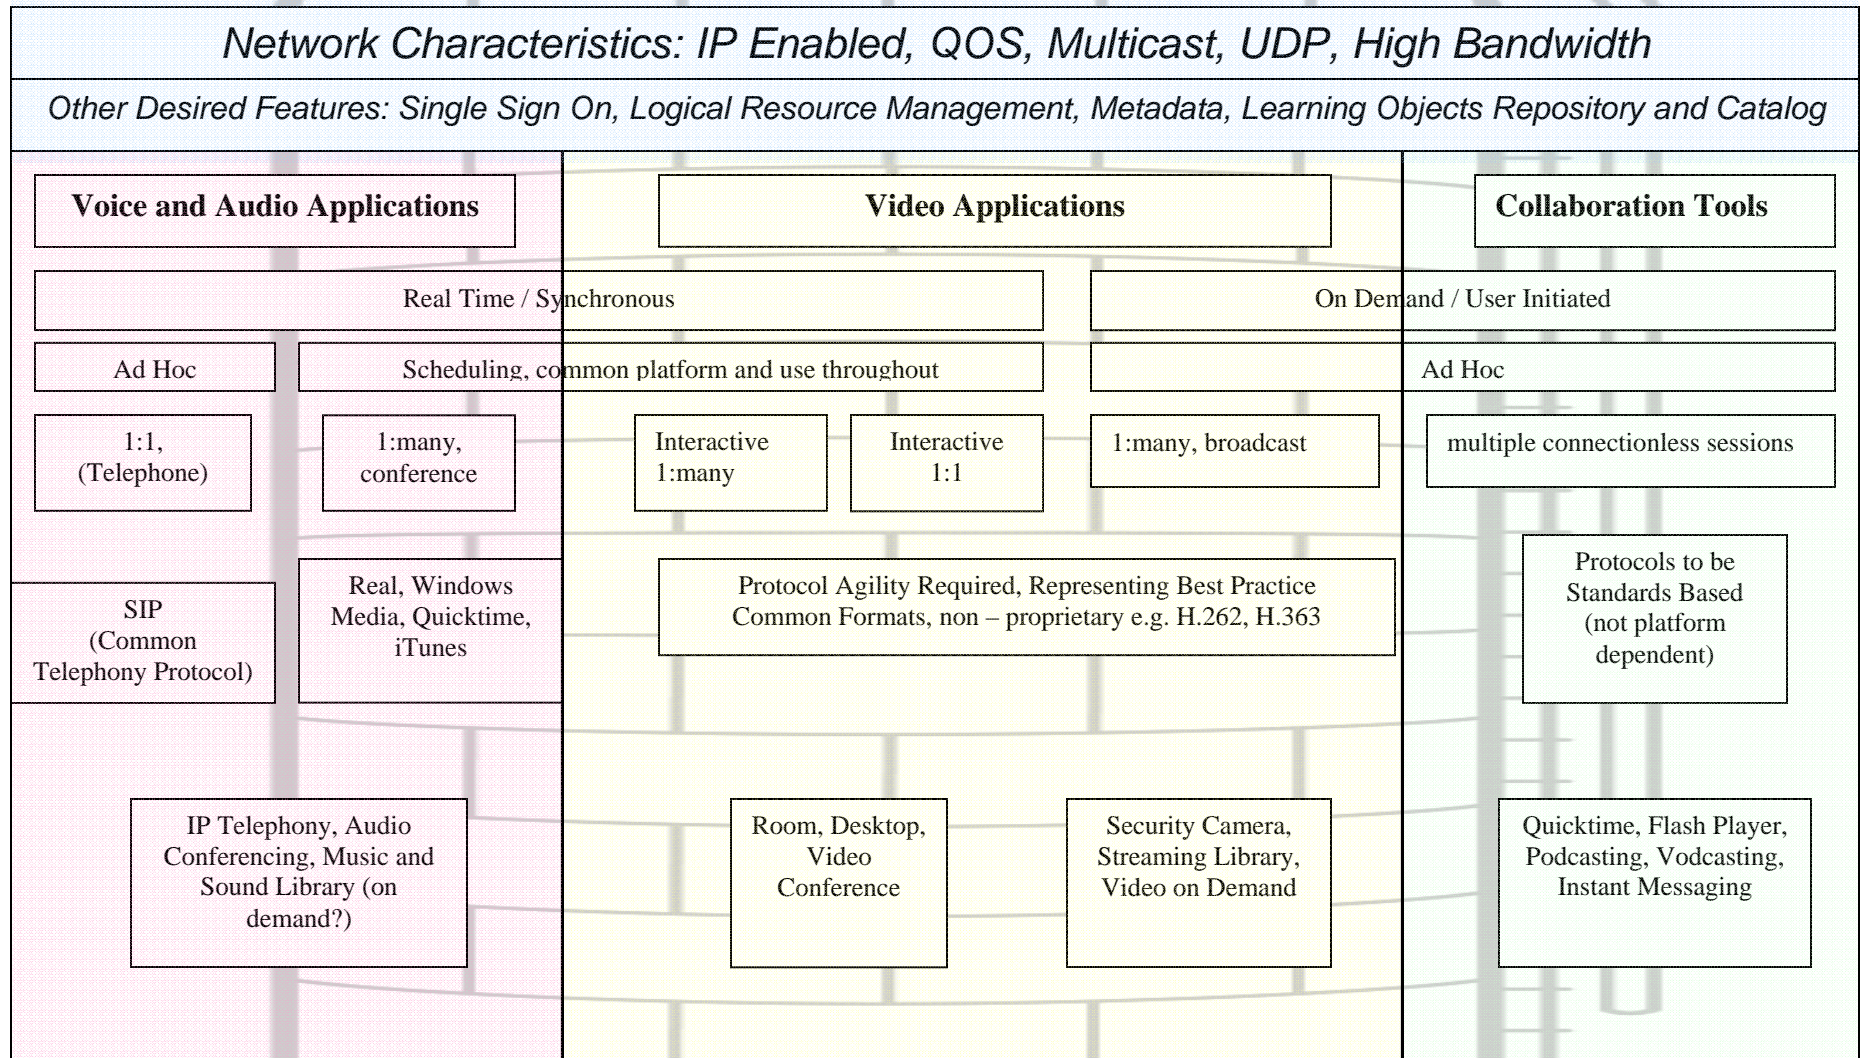 Network Characteristics: IP Enabled, QOS, Multicast, UDP, High Bandwidth
Other Desired Features: Single Sign On, Logical Resource Management, Metadata, Learning Objects Repository and Catalog
Voice and Audio Applications
Video Applications
Collaboration Tools
Real Time / Synchronous
On Demand / User Initiated
Ad Hoc
Scheduling, common platform and use throughout
Ad Hoc
1:1,
(Telephone)
1:many,
conference
Interactive
1:many
Interactive
1:1
1:many, broadcast
multiple connectionless sessions
SIP
(Common
Telephony Protocol)
Real, Windows
Media, Quicktime,
iTunes
Protocol Agility Required, Representing Best Practice
Common Formats, non – proprietary e.g. H.262, H.363
Protocols to be
Standards Based
(not platform
dependent)
IP Telephony, Audio
Conferencing, Music and
Sound Library (on
demand?)
Room, Desktop,
Video
Conference
Security Camera,
Streaming Library,
Video on Demand
Quicktime, Flash Player,
Podcasting, Vodcasting,
Instant Messaging